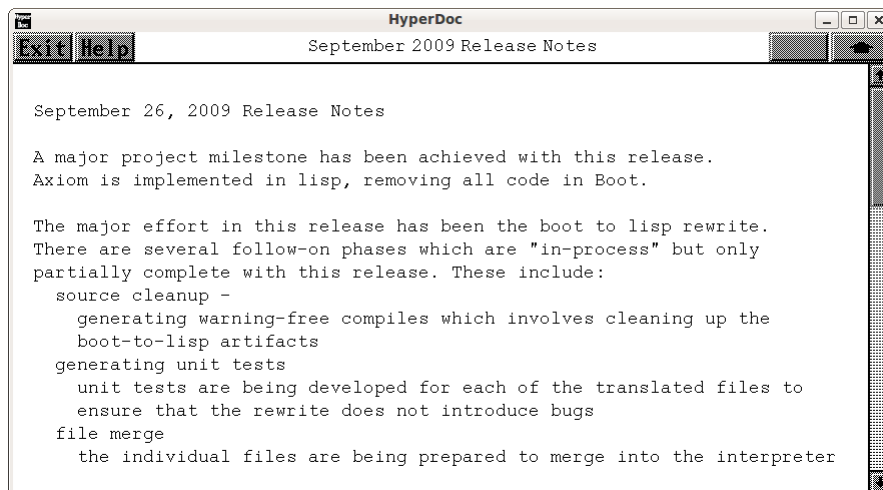 HyperDoc
Hyper
Doc
Exit Help
September 2009 Release Notes
September 26, 2009 Release Notes
A major project milestone has been achieved with this release.
Axiom is implemented in lisp, removing all code in Boot.
The major effort in this release has been the boot to lisp rewrite.
There are several follow-on phases which are "in-process" but only
partially complete with this release. These include:
source cleanup -
generating warning-free compiles which involves cleaning up the
boot-to-lisp artifacts
generating unit tests
unit tests are being developed for each of the translated files to
ensure that the rewrite does not introduce bugs
file merge
the individual files are being prepared to merge into the interpreter